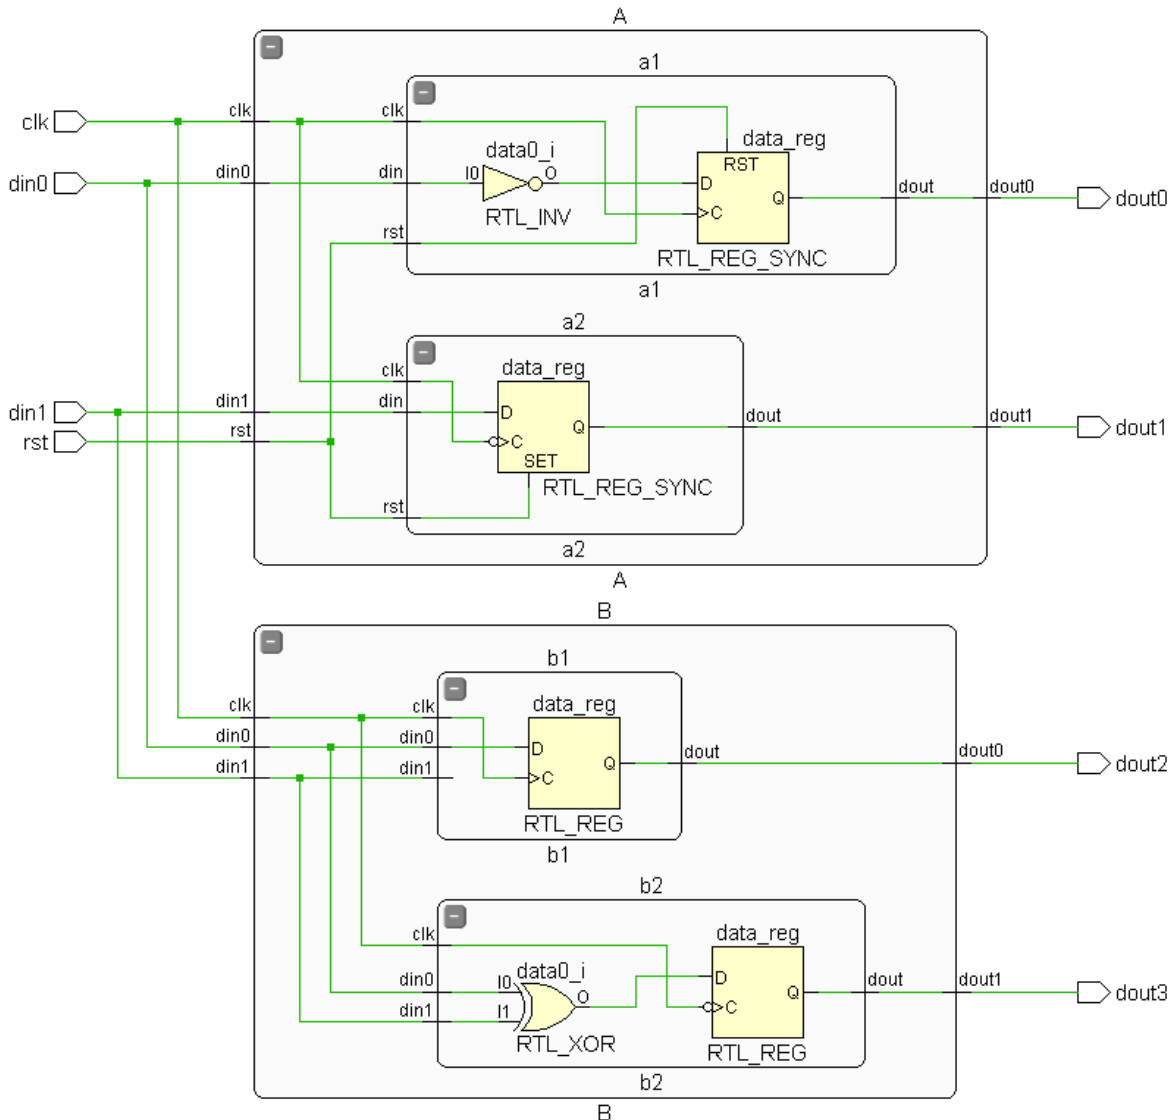 A
a1
clk
clk
clk
data_reg
RST
data0_i
din0
din0
din
I0
O
D
Q
dout
dout0
dout0
RTL_INV
C
rst
RTL_REG_SYNC
a1
a2
data_reg
clk
din1
din1
din
D
Q
dout
dout1
dout1
rst
rst
C
SET
RTL_REG_SYNC
rst
a2
A
B
b1
clk
clk
data_reg
din0
din0
D
din1
din1
Q
dout
dout0
dout2
C
RTL_REG
b1
b2
clk
data_reg
data0_i
din0
I0
O
D
Q
dout
dout1
dout3
din1
I1
C
RTL_XOR
RTL_REG
b2
B